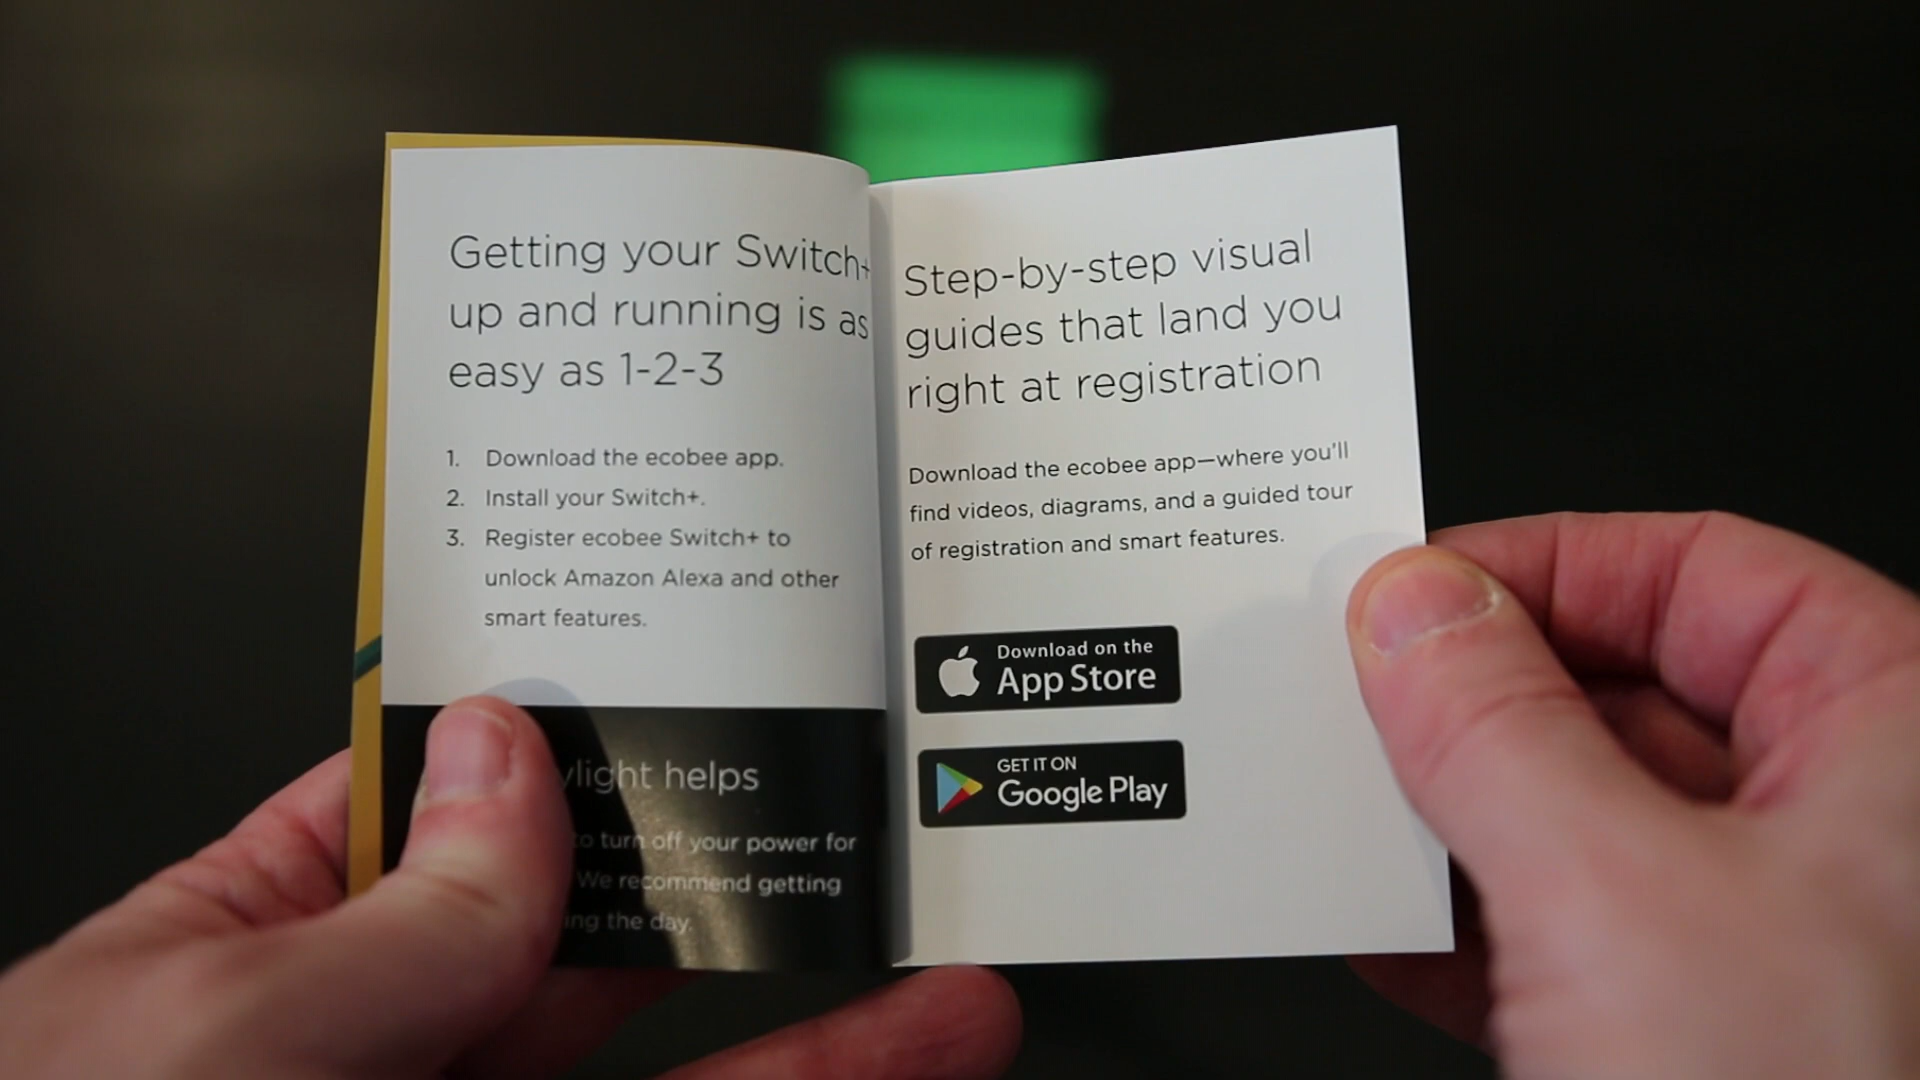 Getting your Switch+
up and running is as
easy as 1-2-3
1. Download the ecobee app.
2. Install your Switch+.
3. Register ecobee Switch+ to
unlock Amazon Alexa and other
smart features.
helps
to turn off your power for
We recommend getting
the day.
Step-by-step visual
guides that land you
right at registration
Download the ecobee app—where you'll
find videos, diagrams, and a guided tour
of registration and smart features.
Download on the
App Store
GET IT ON
Google Play